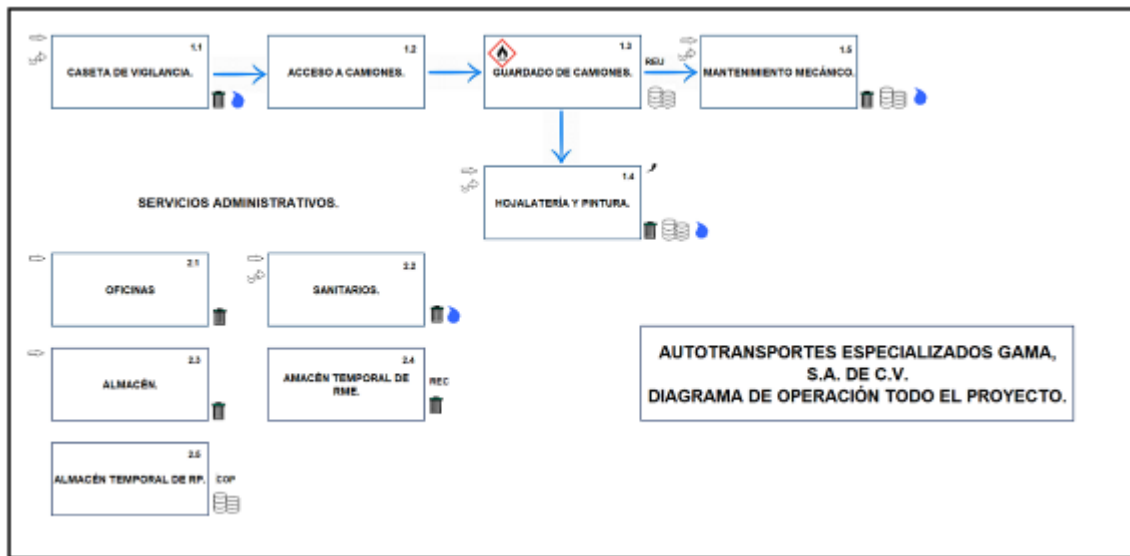 1.1
CASETA DE VIGILANCIA.
1.2
ACCESO A CAMIONES.
1.3
GUARDADO DE CAMIONES.
REU
1.5
MANTENIMIENTO MECÁNICO.
1.4
HOJALATERÍA Y PINTURA.
SERVICIOS ADMINISTRATIVOS.
2.1
OFICINAS
2.2
SANITARIOS.
2.3
ALMACÉN.
2.4
AMACÉN TEMPORAL DE
RME.
REC
2.5
ALMACÉN TEMPORAL DE RP.
COP
AUTOTRANSPORTES ESPECIALIZADOS GAMA,
S.A. DE C.V.
DIAGRAMA DE OPERACIÓN TODO EL PROYECTO.